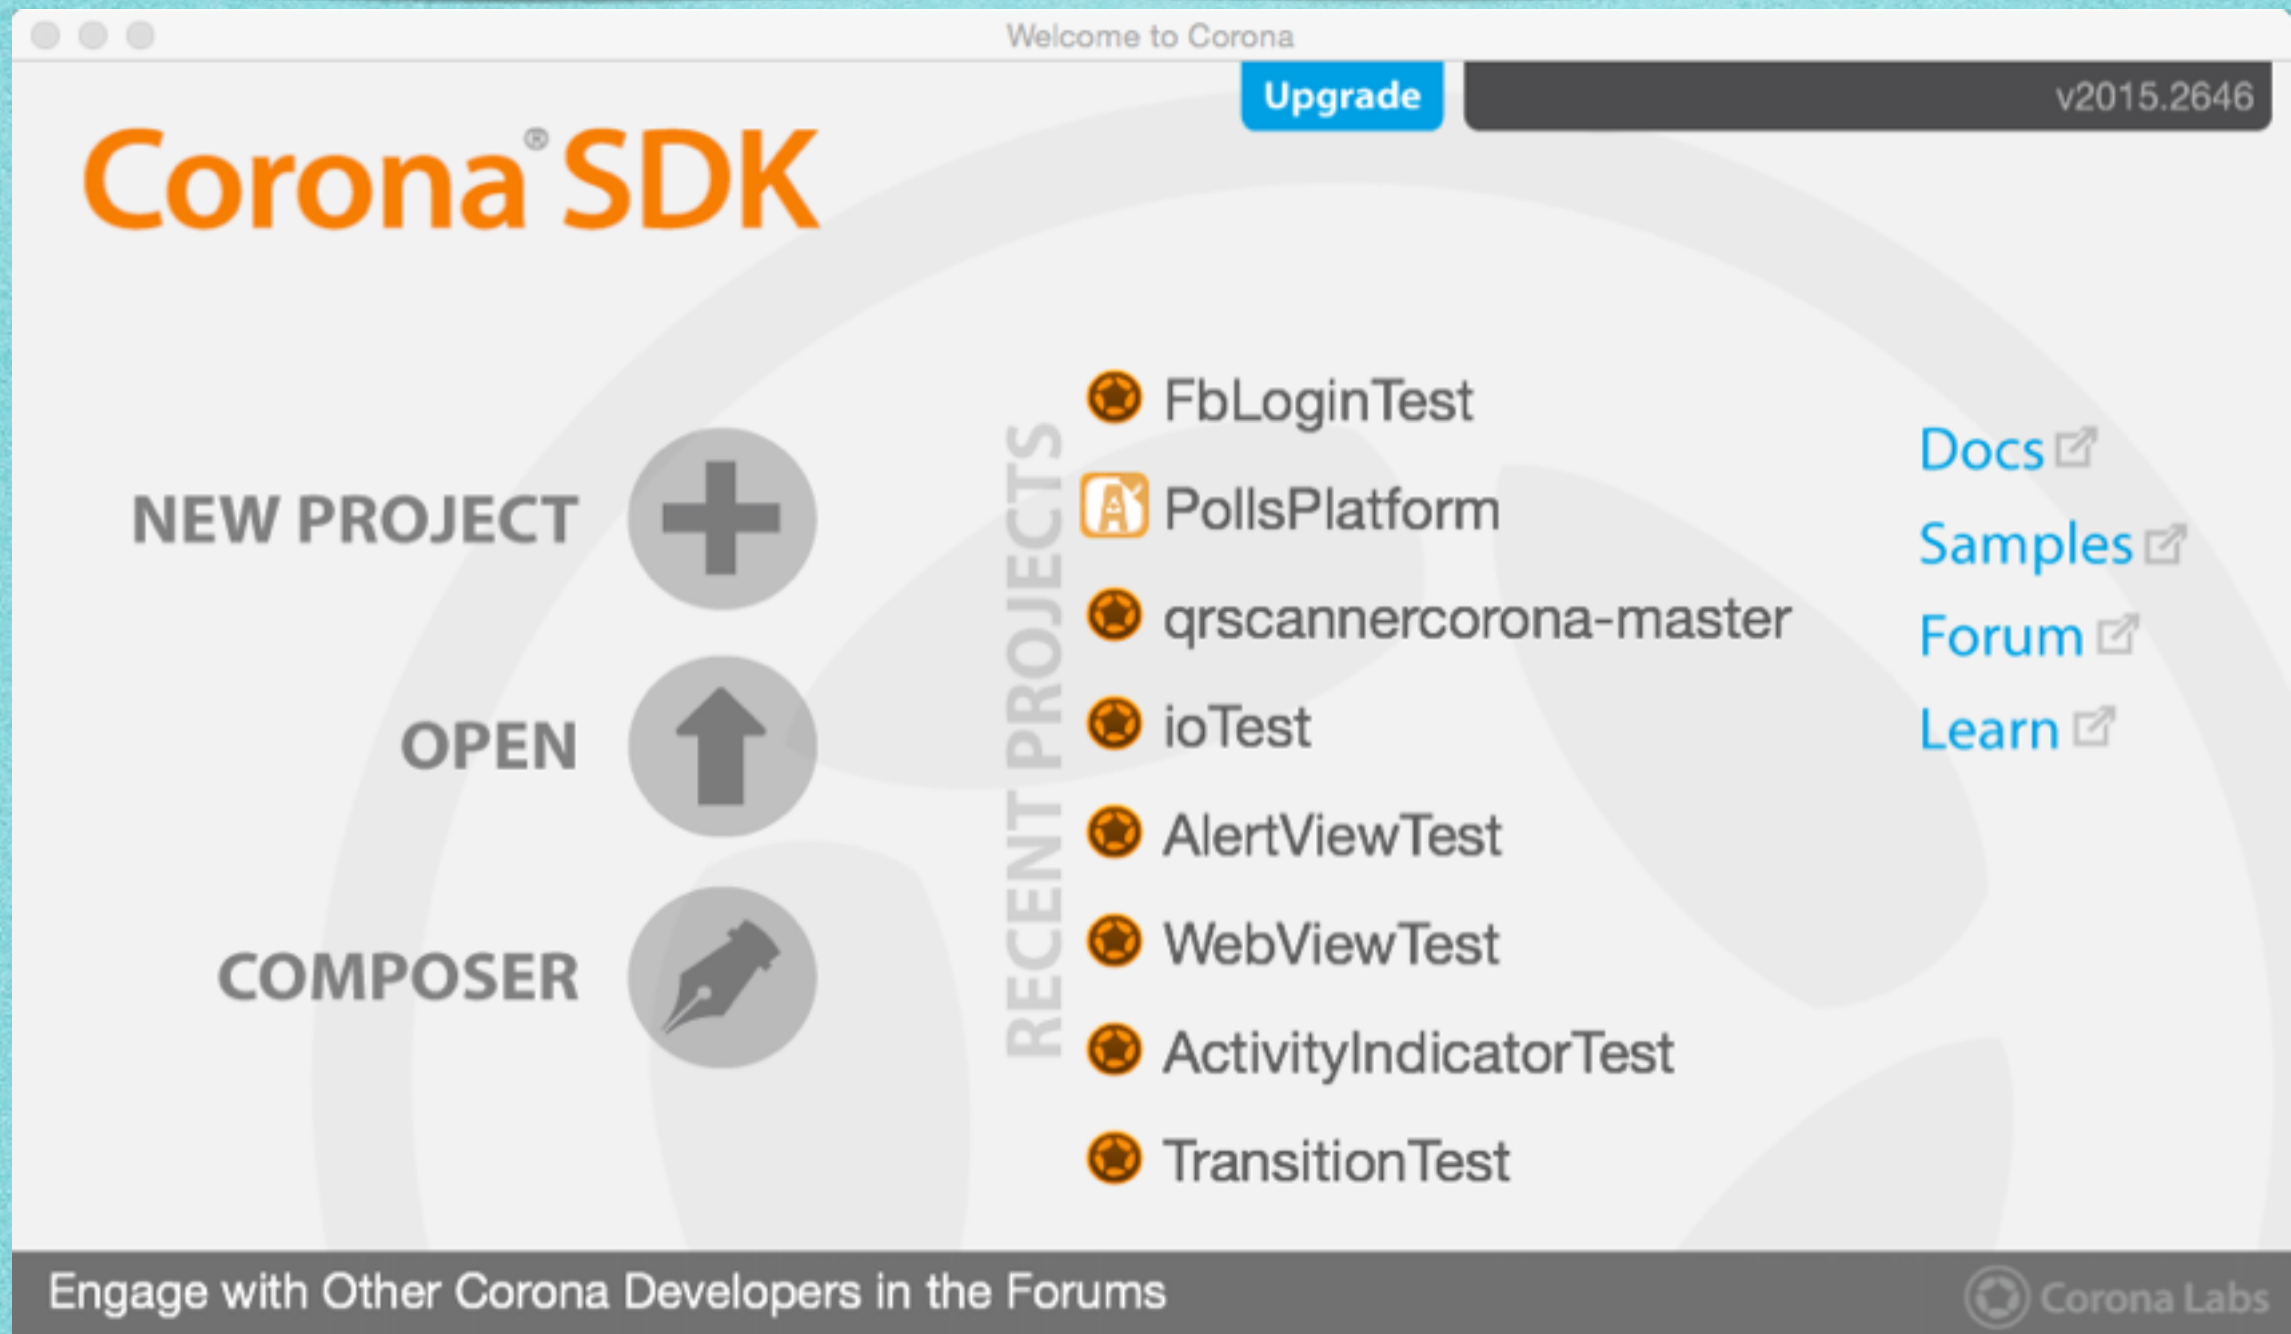 Welcome to Corona
Upgrade
v2015.2646
Corona® SDK
NEW PROJECT
OPEN
COMPOSER
RECENT PROJECTS
FbLoginTest
PollsPlatform
qrscannercorona-master
ioTest
AlertViewTest
WebViewTest
ActivityIndicatorTest
TransitionTest
Docs
Samples
Forum
Learn
Engage with Other Corona Developers in the Forums
Corona Labs